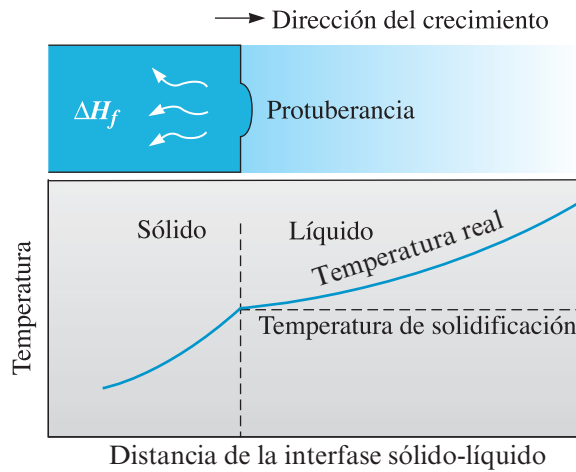 Dirección del crecimiento
ΔH_f
Protuberancia
Sólido
Líquido
Temperatura real
Temperatura de solidificación
Temperatura
Distancia de la interfase sólido-líquido